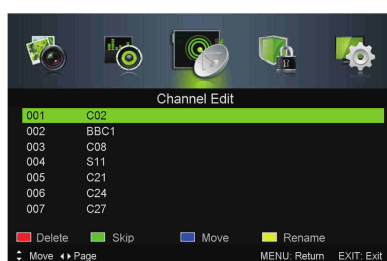 Channel Edit
001 C02
002 BBC1
003 C08
004 S11
005 C21
006 C24
007 C27
Delete Skip Move Rename
Move Page MENU: Return EXIT: Exit